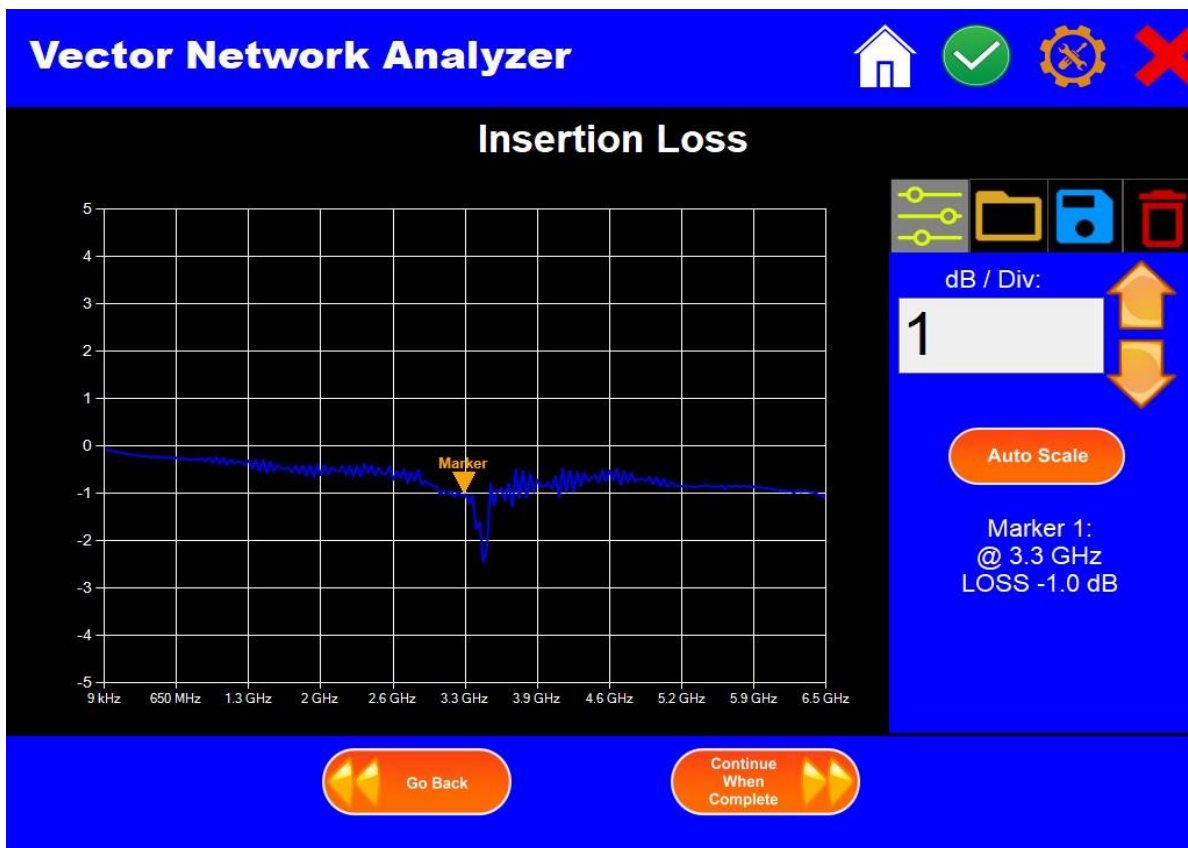 Vector Network Analyzer
Insertion Loss
5
4
3
2
1
0
-1
-2
-3
-4
-5
9 kHz 650 MHz 1.3 GHz 2 GHz 2.6 GHz 3.3 GHz 3.9 GHz 4.6 GHz 5.2 GHz 5.9 GHz 6.5 GHz
Marker
dB / Div:
1
Auto Scale
Marker 1:
@ 3.3 GHz
LOSS -1.0 dB
Go Back
Continue
When
Complete